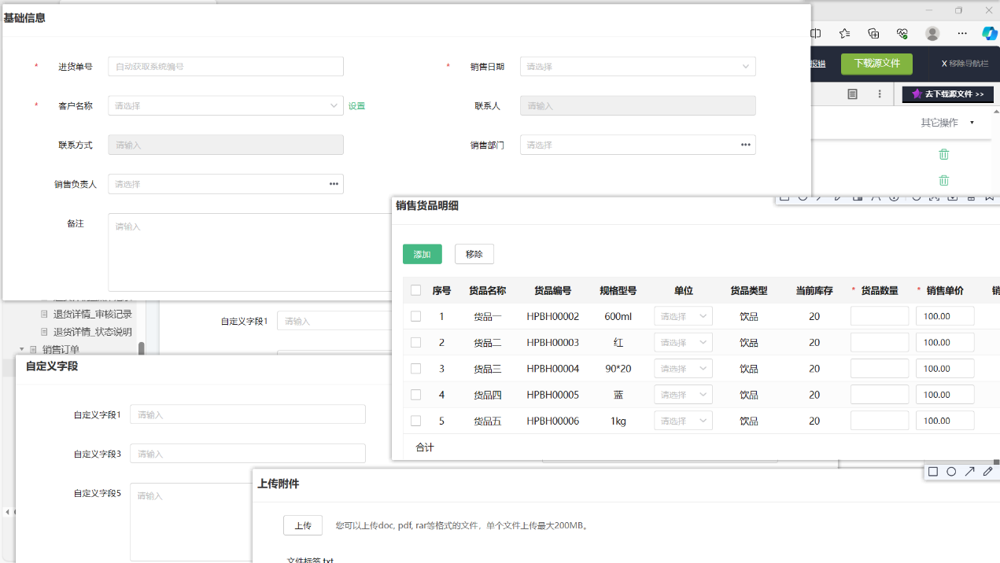 基础信息
* 进货单号 自动获取系统编号 * 销售日期 请选择
报错 下载源文件 X 移除导航栏
* 客户名称 请选择 设置 联系人 请输入
去下载源文件 >>
其它操作
联系方式 请输入 销售部门 请选择
销售负责人 请选择
备注 请输入
销售货品明细
添加 移除
序号 货品名称 货品编号 规格型号 单位 货品类型 当前库存 * 货品数量 * 销售单价 销
1 货品一 HPBH00002 600ml 请选择 饮品 20 100.00
2 货品二 HPBH00003 红 请选择 饮品 20 100.00
3 货品三 HPBH00004 90*20 请选择 饮品 20 100.00
4 货品四 HPBH00005 蓝 请选择 饮品 20 100.00
5 货品五 HPBH00006 1kg 请选择 饮品 20 100.00
合计
退货详情_审核记录
退货详情_状态说明
销售订单
自定义字段1 请输入
自定义字段
自定义字段1 请输入
自定义字段3 请输入
自定义字段5 请输入
上传附件
上传 您可以上传doc, pdf, rar等格式的文件，单个文件上传最大200MB。
文件标签.txt